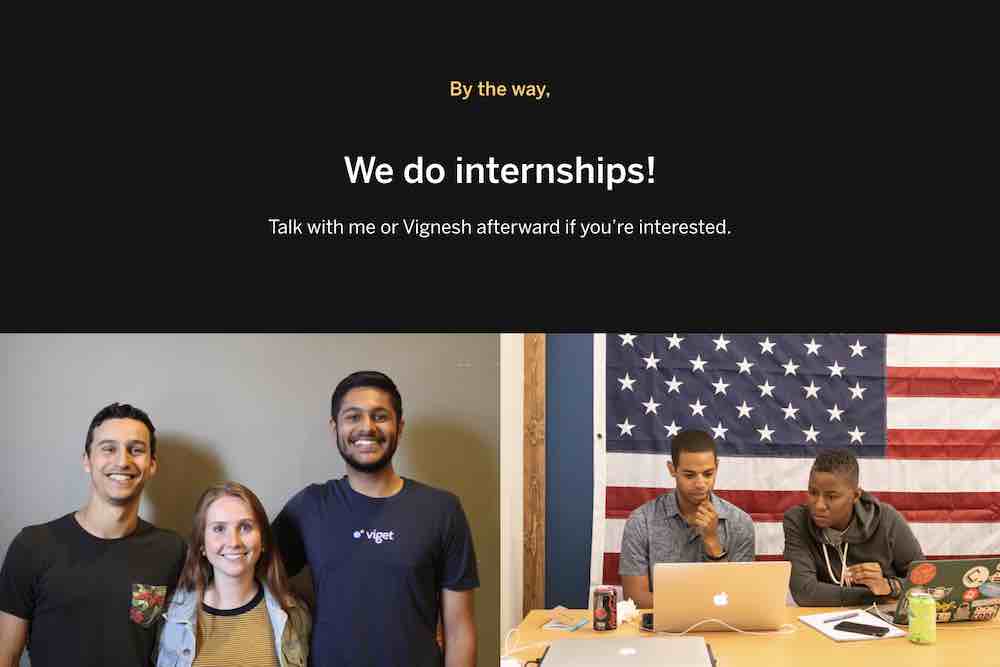 By the way,
We do internships!
Talk with me or Vignesh afterward if you're interested.
viget